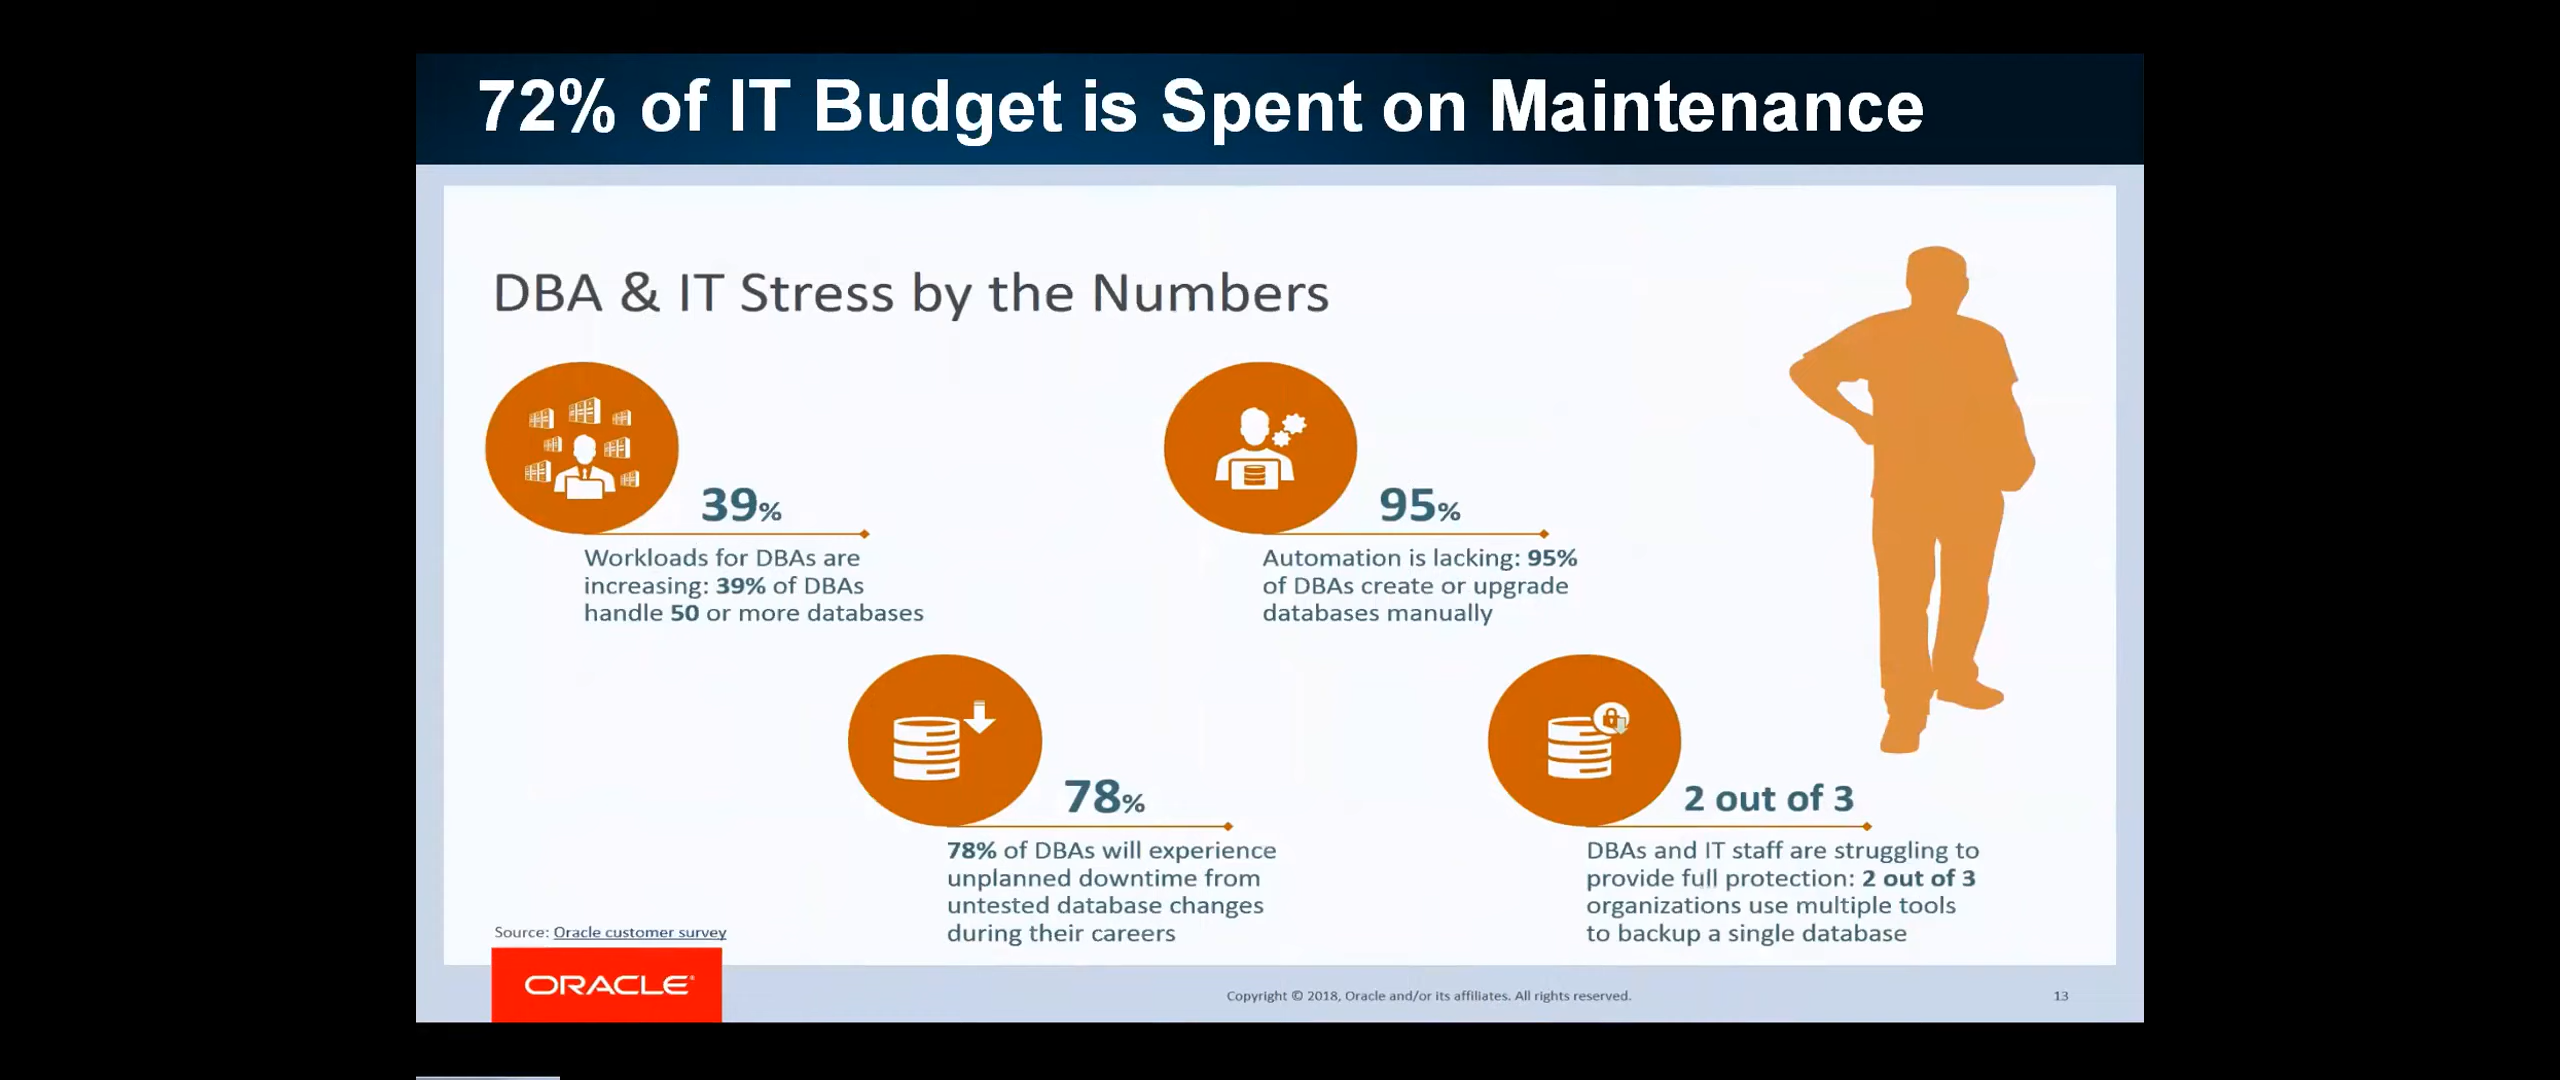 72% of IT Budget is Spent on Maintenance
DBA & IT Stress by the Numbers
39%
Workloads for DBAs are
increasing: 39% of DBAs
handle 50 or more databases
95%
Automation is lacking: 95%
of DBAs create or upgrade
databases manually
78%
78% of DBAs will experience
unplanned downtime from
untested database changes
during their careers
2 out of 3
DBAs and IT staff are struggling to
provide full protection: 2 out of 3
organizations use multiple tools
to backup a single database
Source: Oracle customer survey
ORACLE®
Copyright © 2018, Oracle and/or its affiliates. All rights reserved.
13